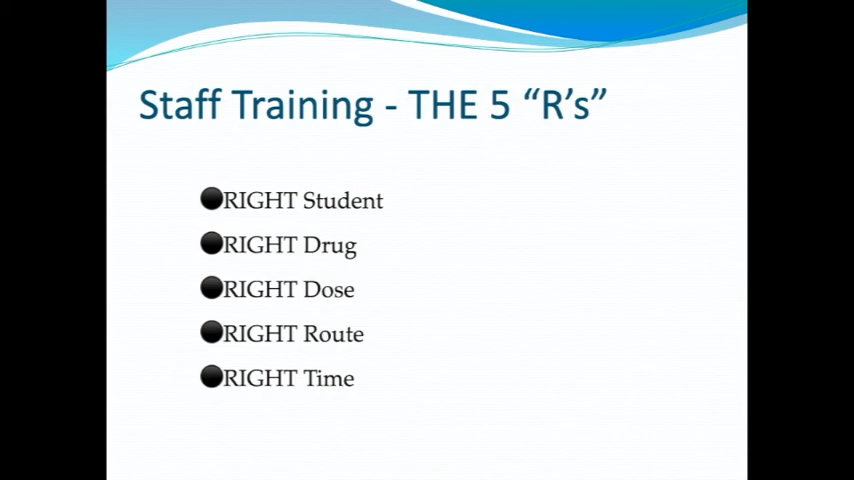 Staff Training - THE 5 “R’s”
RIGHT Student
RIGHT Drug
RIGHT Dose
RIGHT Route
RIGHT Time